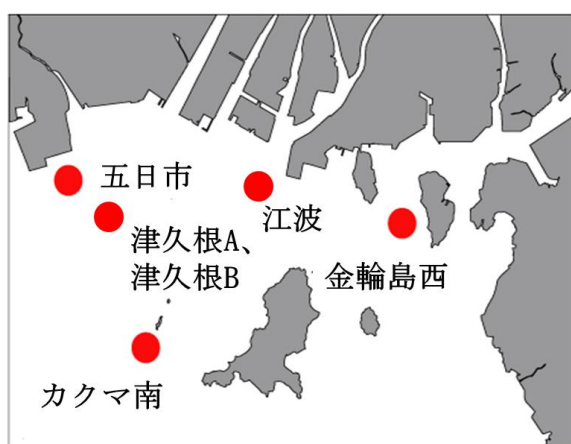 五日市
津久根A、
津久根B
江波
金輪島西
カクマ南